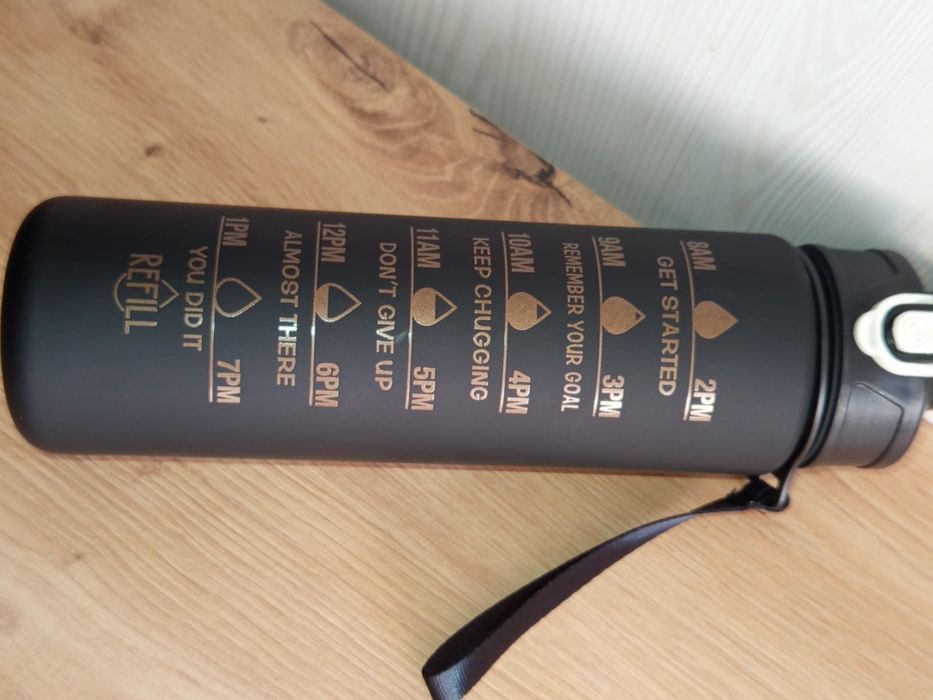 8AM 2PM
GET STARTED
9AM 3PM
REMEMBER YOUR GOAL
10AM 4PM
KEEP CHUGGING
11AM 5PM
DON'T GIVE UP
12PM 6PM
ALMOST THERE
1PM 7PM
YOU DID IT
REFILL